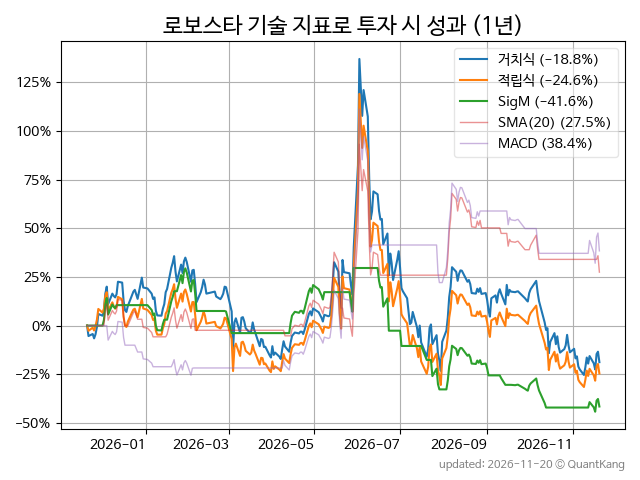 로보스타 기술 지표로 투자 시 성과 (1년)
거치식 (−18.8%)
적립식 (−24.6%)
SigM (−41.6%)
SMA(20) (27.5%)
MACD (38.4%)
125%
100%
75%
50%
25%
0%
−25%
−50%
2026-01 2026-03 2026-05 2026-07 2026-09 2026-11
updated: 2026-11-20 © QuantKang